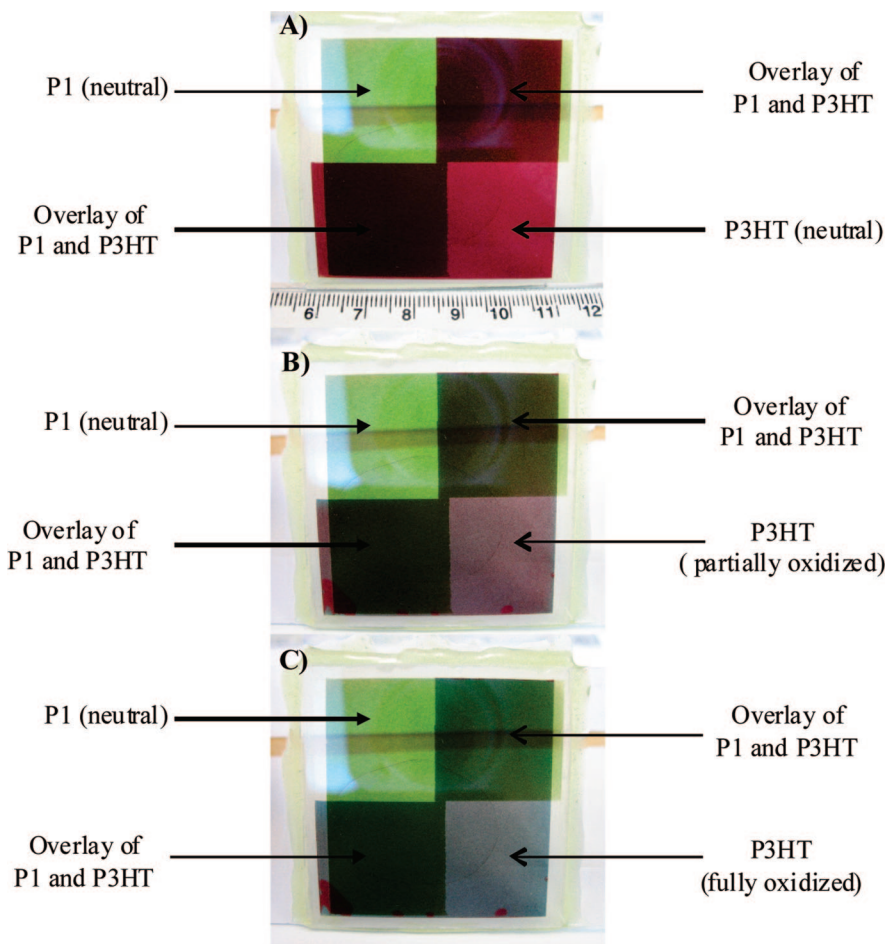 A)
P1 (neutral)
Overlay of
P1 and P3HT
Overlay of
P1 and P3HT
P3HT (neutral)
6 7 8 9 10 11 12
B)
P1 (neutral)
Overlay of
P1 and P3HT
Overlay of
P1 and P3HT
P3HT
( partially oxidized)
C)
P1 (neutral)
Overlay of
P1 and P3HT
Overlay of
P1 and P3HT
P3HT
(fully oxidized)